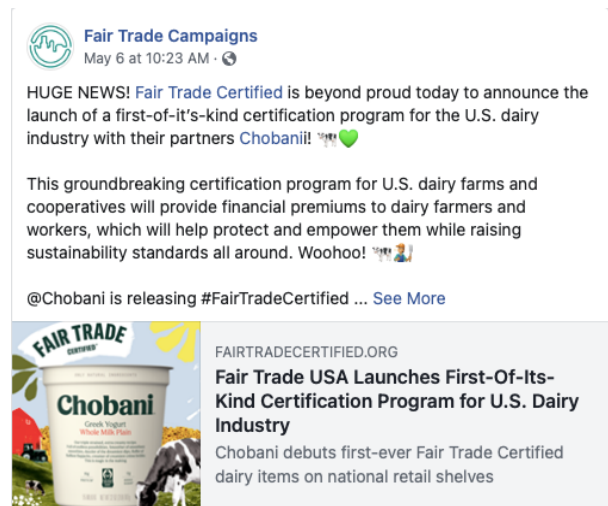 Fair Trade Campaigns
May 6 at 10:23 AM ·
HUGE NEWS! Fair Trade Certified is beyond proud today to announce the
launch of a first-of-it’s-kind certification program for the U.S. dairy
industry with their partners Chobanii! 🐄💚
This groundbreaking certification program for U.S. dairy farms and
cooperatives will provide financial premiums to dairy farmers and
workers, which will help protect and empower them while raising
sustainability standards all around. Woohoo! 🐄🧑‍🌾
@Chobani is releasing #FairTradeCertified ... See More
FAIR TRADE
CERTIFIED
Chobani
Greek Yogurt
Whole Milk Plain
FAIRTRADECERTIFIED.ORG
Fair Trade USA Launches First-Of-Its-
Kind Certification Program for U.S. Dairy
Industry
Chobani debuts first-ever Fair Trade Certified
dairy items on national retail shelves